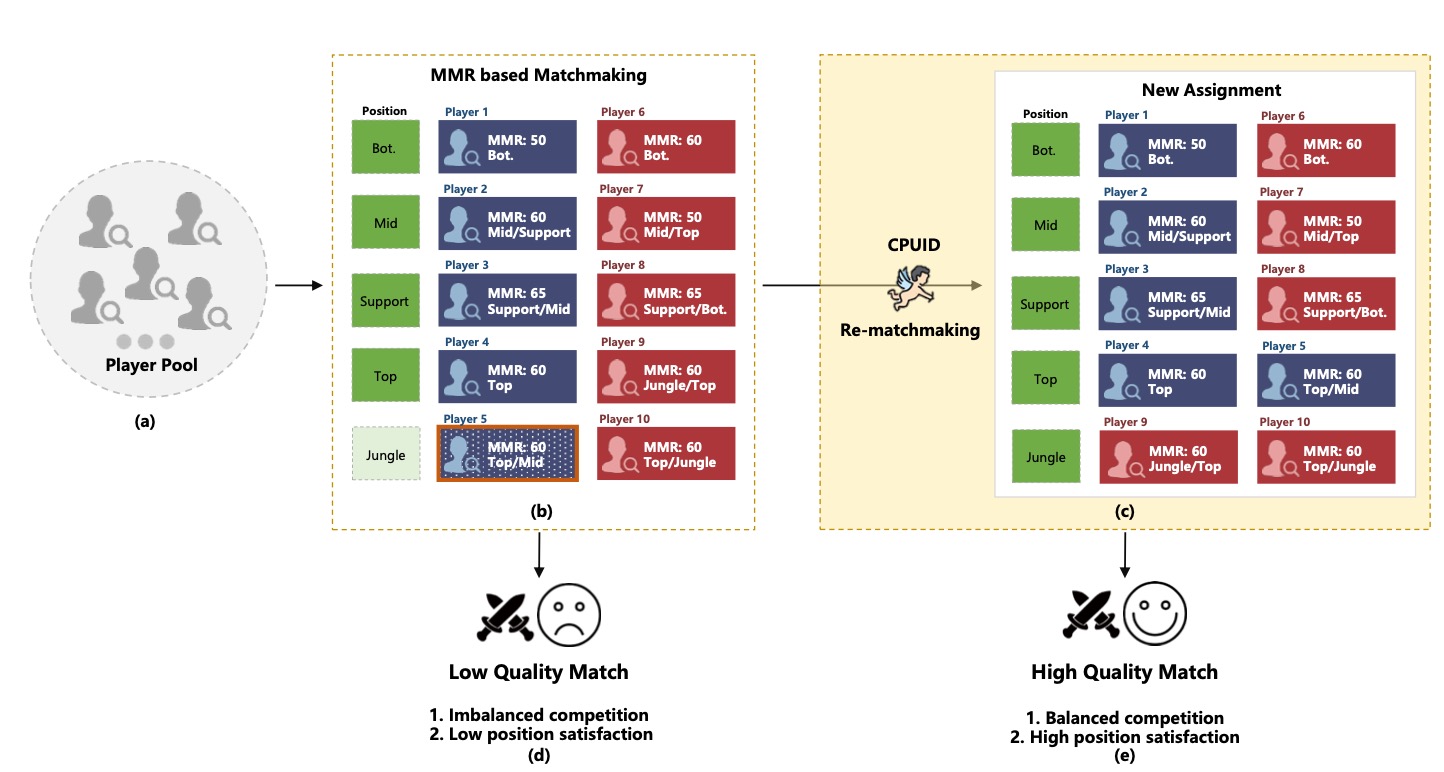 Player Pool
(a)
MMR based Matchmaking
Position
Player 1
Player 6
Bot.
MMR: 50
Bot.
MMR: 60
Bot.
Player 2
Player 7
Mid
MMR: 60
Mid/Support
MMR: 50
Mid/Top
Player 3
Player 8
Support
MMR: 65
Support/Mid
MMR: 65
Support/Bot.
Player 4
Player 9
Top
MMR: 60
Top
MMR: 60
Jungle/Top
Player 5
Player 10
Jungle
MMR: 60
Top/Mid
MMR: 60
Top/Jungle
(b)
CPUID
Re-matchmaking
New Assignment
Position
Player 1
Player 6
Bot.
MMR: 50
Bot.
MMR: 60
Bot.
Player 2
Player 7
Mid
MMR: 60
Mid/Support
MMR: 50
Mid/Top
Player 3
Player 8
Support
MMR: 65
Support/Mid
MMR: 65
Support/Bot.
Player 4
Player 5
Top
MMR: 60
Top
MMR: 60
Top/Mid
Player 9
Player 10
Jungle
MMR: 60
Jungle/Top
MMR: 60
Top/Jungle
(c)
Low Quality Match
1. Imbalanced competition
2. Low position satisfaction
(d)
High Quality Match
1. Balanced competition
2. High position satisfaction
(e)